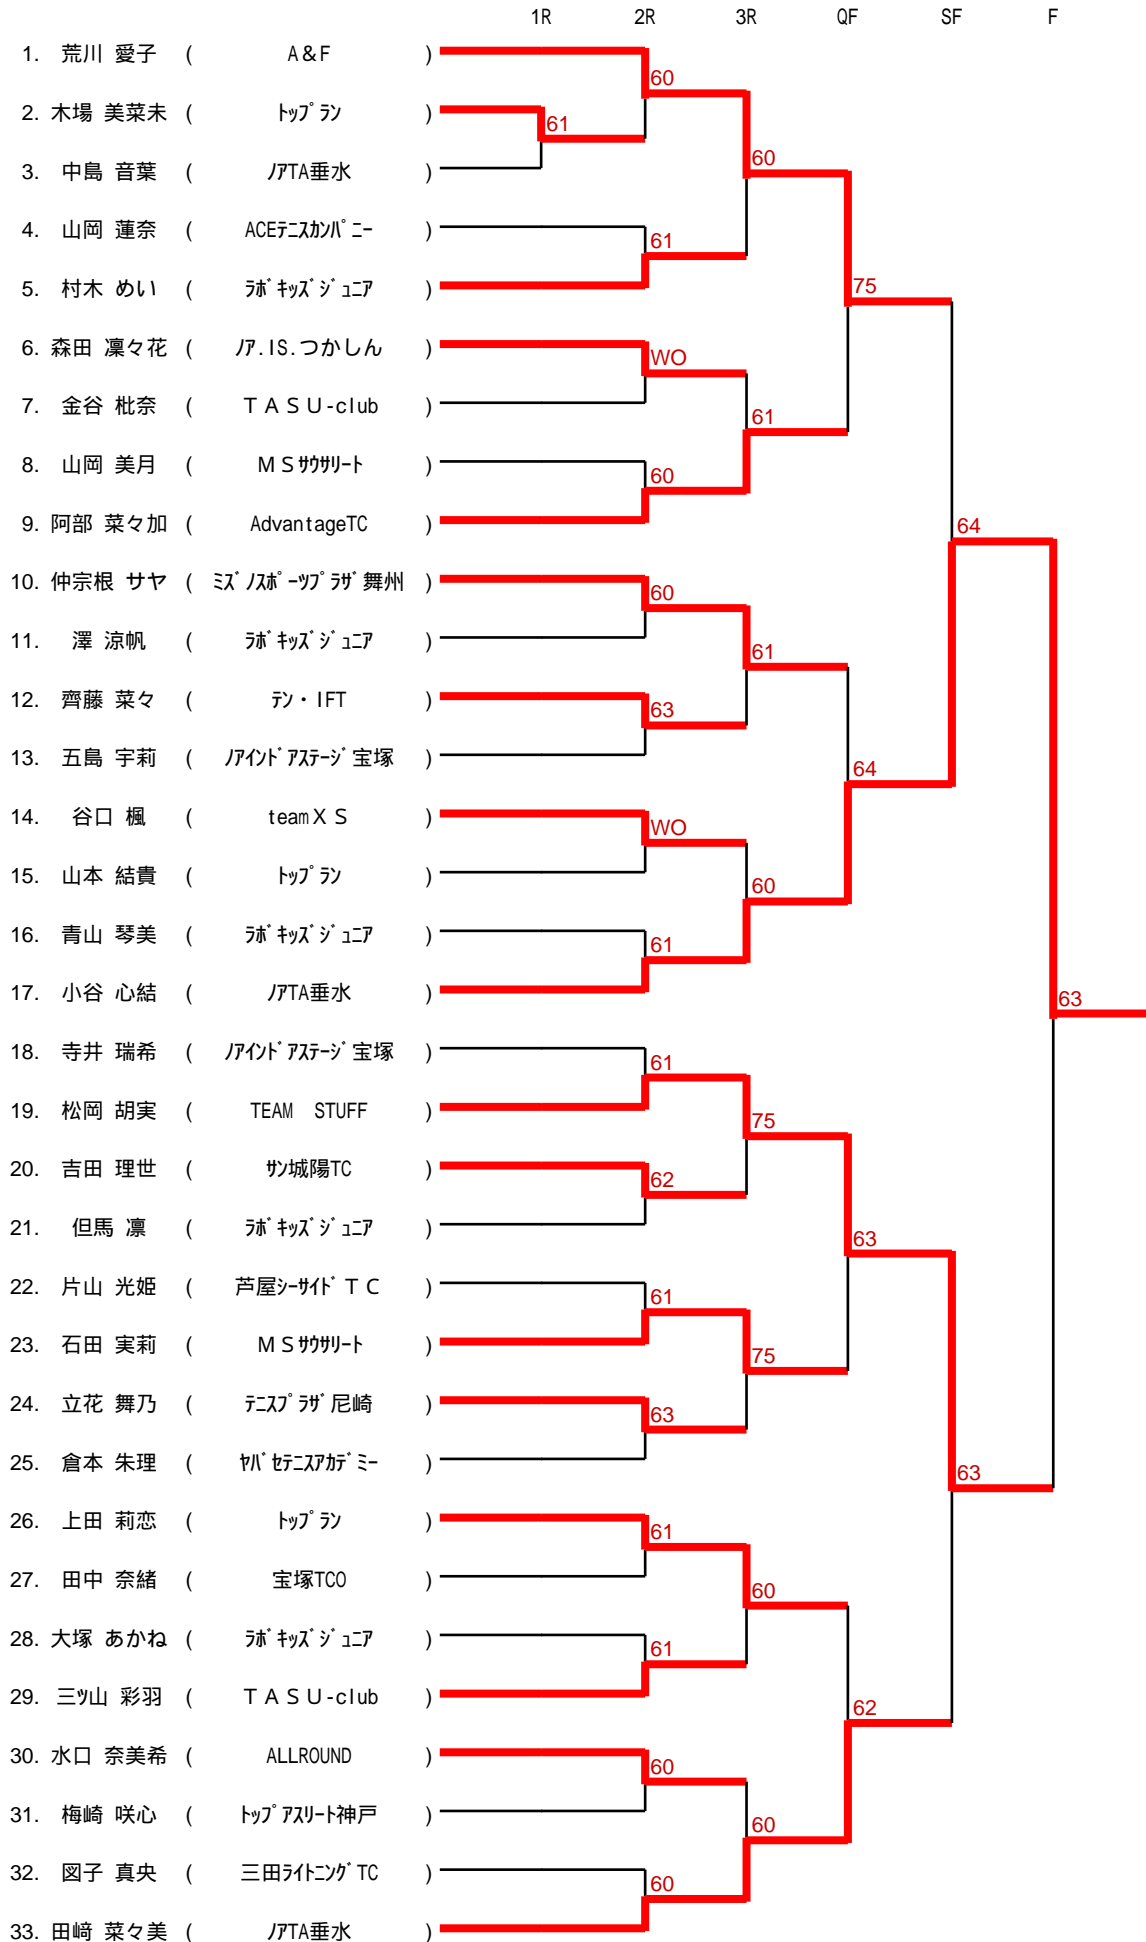 1R 2R 3R QF SF F
1. 荒川 愛子 ( A&F )
60
2. 木場 美菜未 ( ﾄｯﾌﾟﾗﾝ )
61
3. 中島 音葉 ( ﾉｱTA垂水 )
60
4. 山岡 蓮奈 ( ACEﾃﾆｽｶﾝﾊﾟﾆｰ )
61
5. 村木 めい ( ﾗﾎﾞｷｯｽﾞｼﾞｭﾆｱ )
75
6. 森田 凜々花 ( ﾉｱ.IS.つかしん )
WO
7. 金谷 枇奈 ( ＴＡＳＵ-club )
61
8. 山岡 美月 ( ＭＳｻｳｻﾘｰﾄ )
60
9. 阿部 菜々加 ( AdvantageTC )
64
10. 仲宗根 サヤ ( ﾐｽﾞﾉｽﾎﾟｰﾂﾌﾟﾗｻﾞ舞州 )
60
11. 澤 涼帆 ( ﾗﾎﾞｷｯｽﾞｼﾞｭﾆｱ )
61
12. 齊藤 菜々 ( ﾃﾝ・IFT )
63
13. 五島 宇莉 ( ﾉｱｲﾝﾄﾞｱｽﾃｰｼﾞ宝塚 )
64
14. 谷口 楓 ( teamＸＳ )
WO
15. 山本 結貴 ( ﾄｯﾌﾟﾗﾝ )
60
16. 青山 琴美 ( ﾗﾎﾞｷｯｽﾞｼﾞｭﾆｱ )
61
17. 小谷 心結 ( ﾉｱTA垂水 )
63
18. 寺井 瑞希 ( ﾉｱｲﾝﾄﾞｱｽﾃｰｼﾞ宝塚 )
61
19. 松岡 胡実 ( TEAM　STUFF )
75
20. 吉田 理世 ( ｻﾝ城陽TC )
62
21. 但馬 凛 ( ﾗﾎﾞｷｯｽﾞｼﾞｭﾆｱ )
63
22. 片山 光姫 ( 芦屋ｼｰｻｲﾄﾞＴＣ )
61
23. 石田 実莉 ( ＭＳｻｳｻﾘｰﾄ )
75
24. 立花 舞乃 ( ﾃﾆｽﾌﾟﾗｻﾞ尼崎 )
63
25. 倉本 朱理 ( ﾔﾊﾞｾﾃﾆｽｱｶﾃﾞﾐｰ )
63
26. 上田 莉恋 ( ﾄｯﾌﾟﾗﾝ )
61
27. 田中 奈緒 ( 宝塚TCO )
60
28. 大塚 あかね ( ﾗﾎﾞｷｯｽﾞｼﾞｭﾆｱ )
61
29. 三ﾂ山 彩羽 ( ＴＡＳＵ-club )
62
30. 水口 奈美希 ( ALLROUND )
60
31. 梅崎 咲心 ( ﾄｯﾌﾟｱｽﾘｰﾄ神戸 )
60
32. 図子 真央 ( 三田ﾗｲﾄﾆﾝｸﾞTC )
60
33. 田﨑 菜々美 ( ﾉｱTA垂水 )